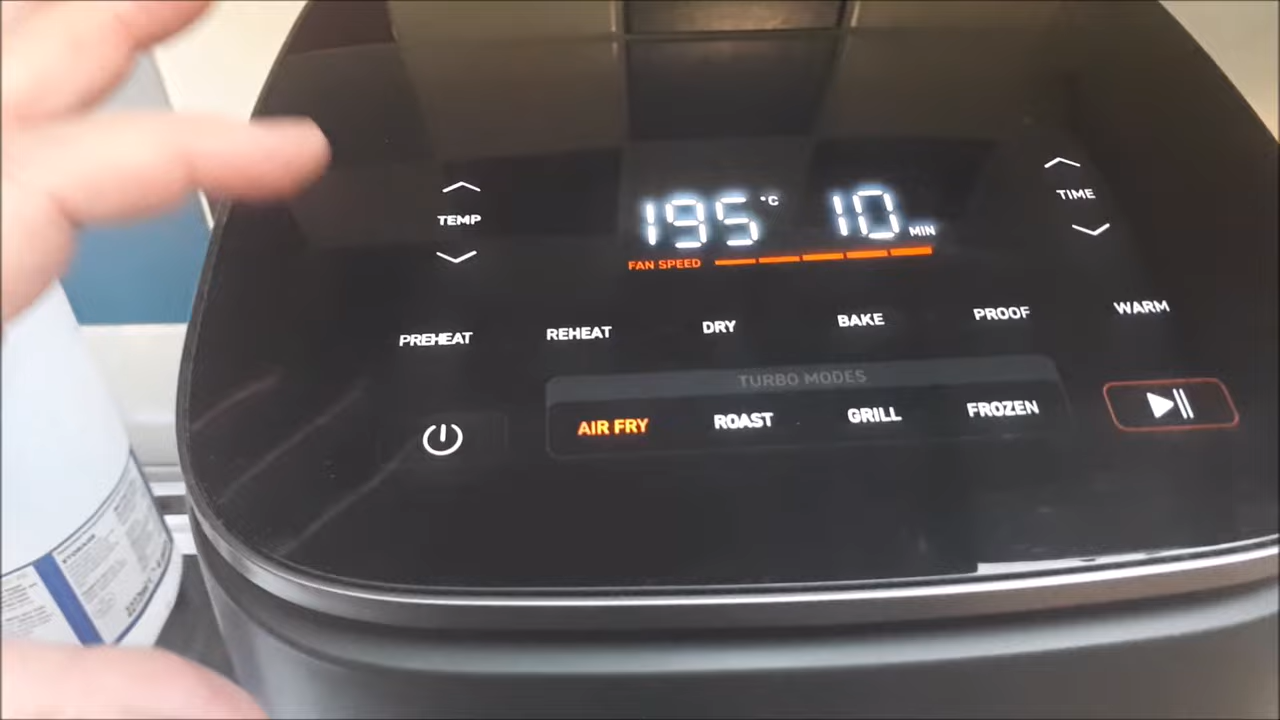 TEMP
195 °C 10 MIN
TIME
FAN SPEED
PREHEAT REHEAT DRY BAKE PROOF WARM
TURBO MODES
AIR FRY ROAST GRILL FROZEN
STORAGE